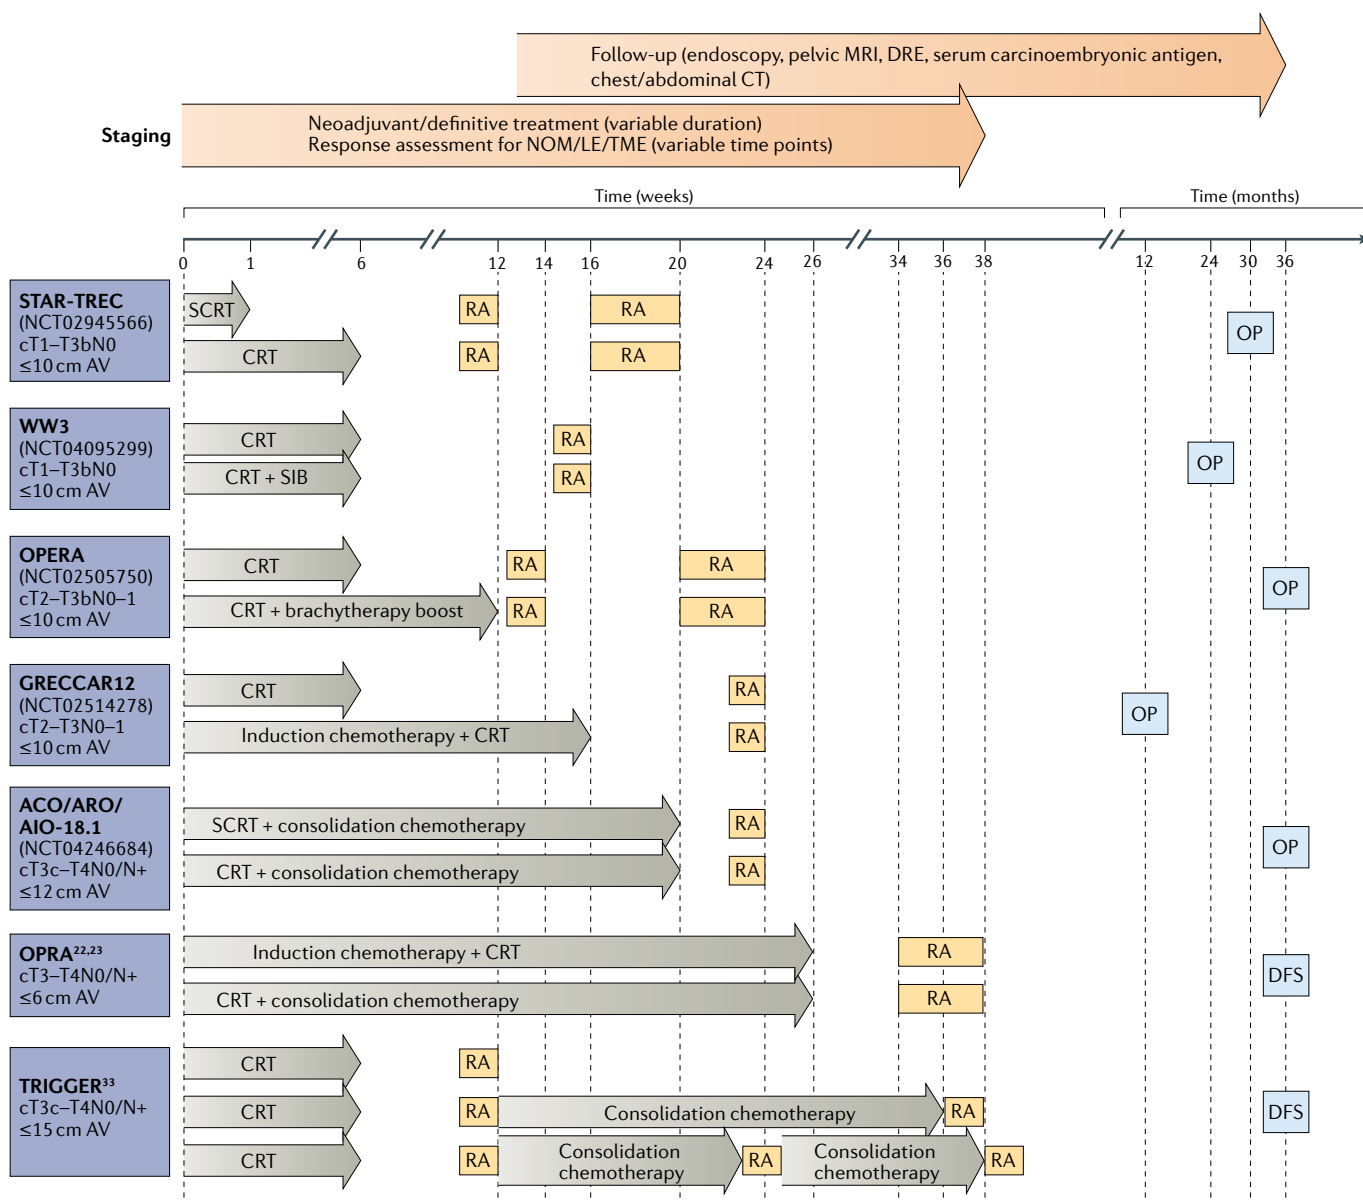 Follow-up (endoscopy, pelvic MRI, DRE, serum carcinoembryonic antigen,
chest/abdominal CT)
Staging
Neoadjuvant/definitive treatment (variable duration)
Response assessment for NOM/LE/TME (variable time points)
Time (weeks)
Time (months)
0 1 6 12 14 16 20 24 26 34 36 38 12 24 30 36
STAR-TREC
(NCT02945566)
cT1–T3bN0
≤10 cm AV
SCRT RA RA
CRT RA RA
OP
WW3
(NCT04095299)
cT1–T3bN0
≤10 cm AV
CRT RA
CRT + SIB RA
OP
OPERA
(NCT02505750)
cT2–T3bN0–1
≤10 cm AV
CRT RA RA
CRT + brachytherapy boost RA RA
OP
GRECCAR12
(NCT02514278)
cT2–T3N0–1
≤10 cm AV
CRT RA
Induction chemotherapy + CRT RA
OP
ACO/ARO/
AIO-18.1
(NCT04246684)
cT3c–T4N0/N+
≤12 cm AV
SCRT + consolidation chemotherapy RA
CRT + consolidation chemotherapy RA
OP
OPRA22,23
cT3–T4N0/N+
≤6 cm AV
Induction chemotherapy + CRT RA
CRT + consolidation chemotherapy RA
DFS
TRIGGER33
cT3c–T4N0/N+
≤15 cm AV
CRT RA
CRT RA Consolidation chemotherapy RA
CRT RA Consolidation
chemotherapy RA Consolidation
chemotherapy RA
DFS